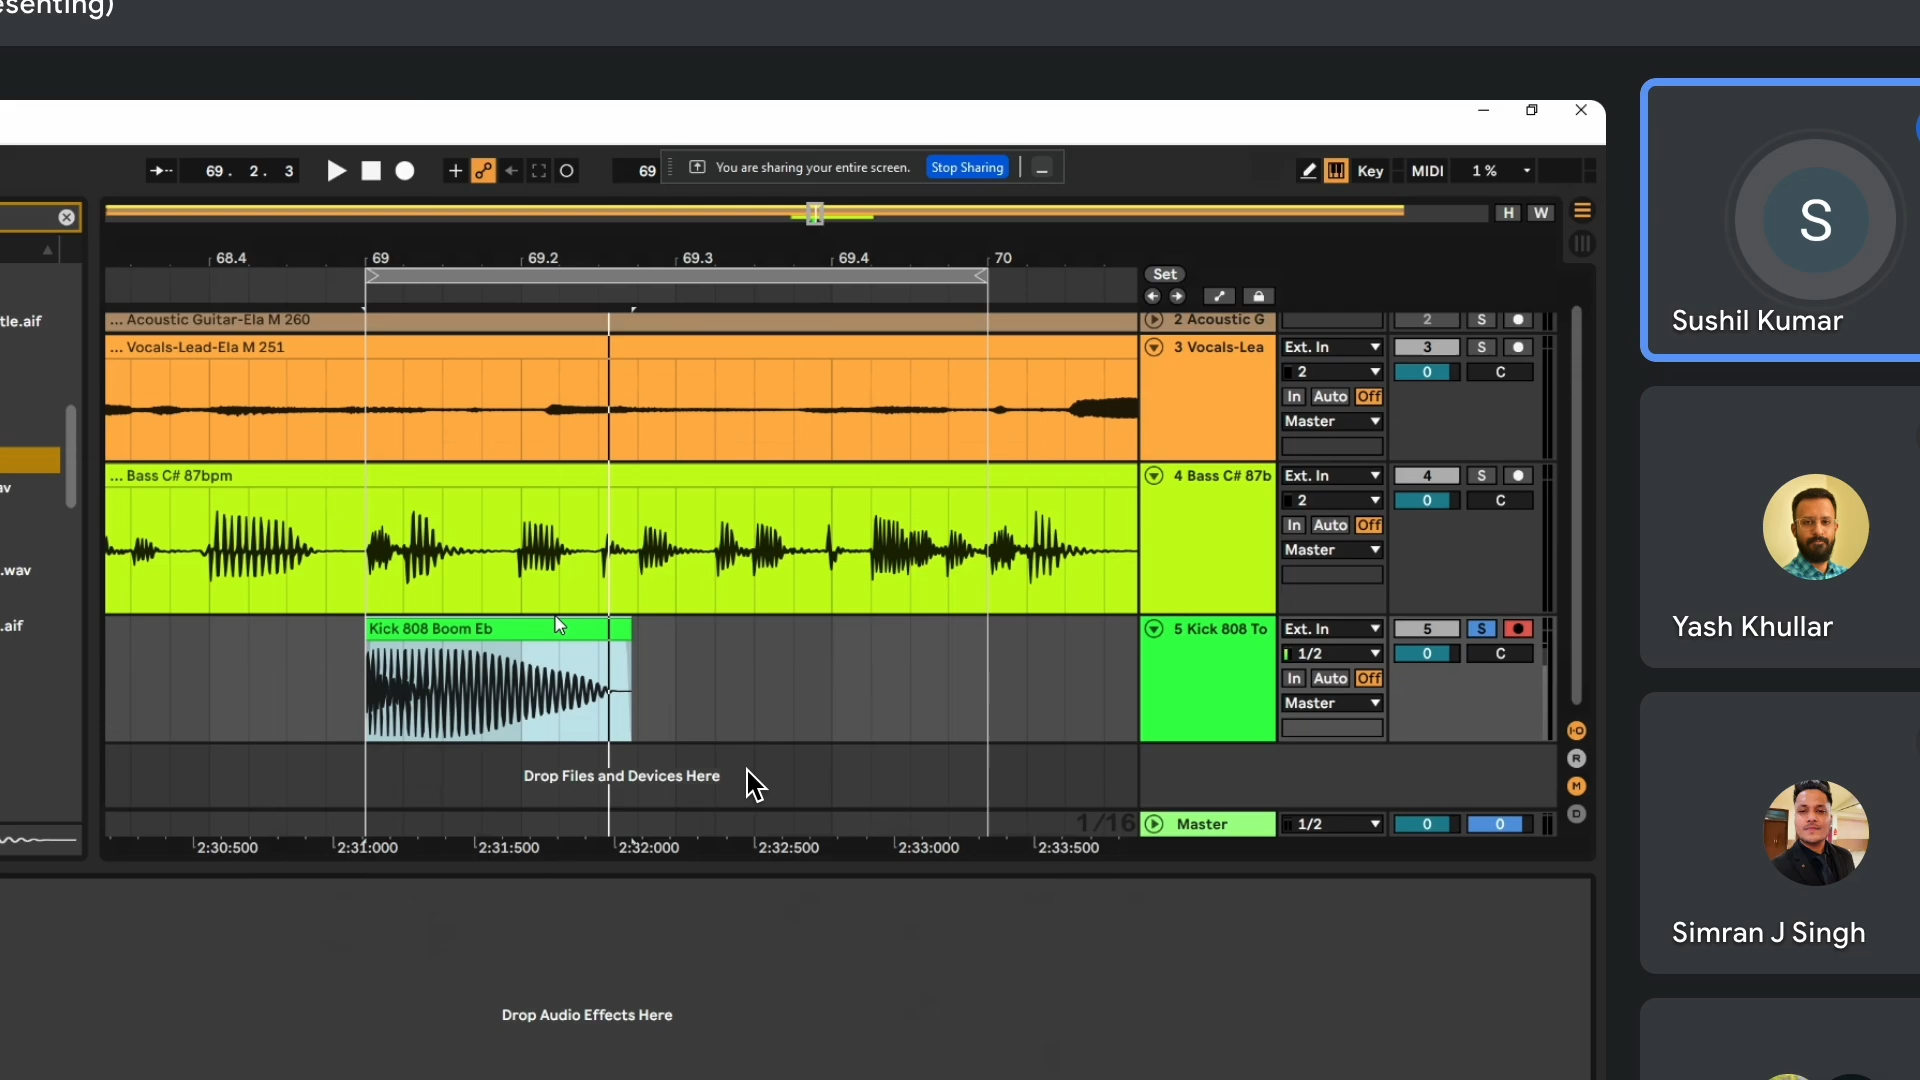 esenting)
69. 2. 3
69
You are sharing your entire screen.
Stop Sharing
Key
MIDI
1 %
H
W
68.4
69
69.2
69.3
69.4
70
Set
... Acoustic Guitar-Ela M 260
2 Acoustic G
2
S
... Vocals-Lead-Ela M 251
3 Vocals-Lea
Ext. In
3
S
2
0
C
In
Auto
Off
Master
... Bass C# 87bpm
4 Bass C# 87b
Ext. In
4
S
2
0
C
In
Auto
Off
Master
Kick 808 Boom Eb
5 Kick 808 To
Ext. In
5
S
1/2
0
C
In
Auto
Off
Master
Drop Files and Devices Here
1/16
Master
1/2
0
0
I·O
R
M
D
2:30:500
2:31:000
2:31:500
2:32:000
2:32:500
2:33:000
2:33:500
Drop Audio Effects Here
tle.aif
av
.wav
.aif
S
Sushil Kumar
Yash Khullar
Simran J Singh